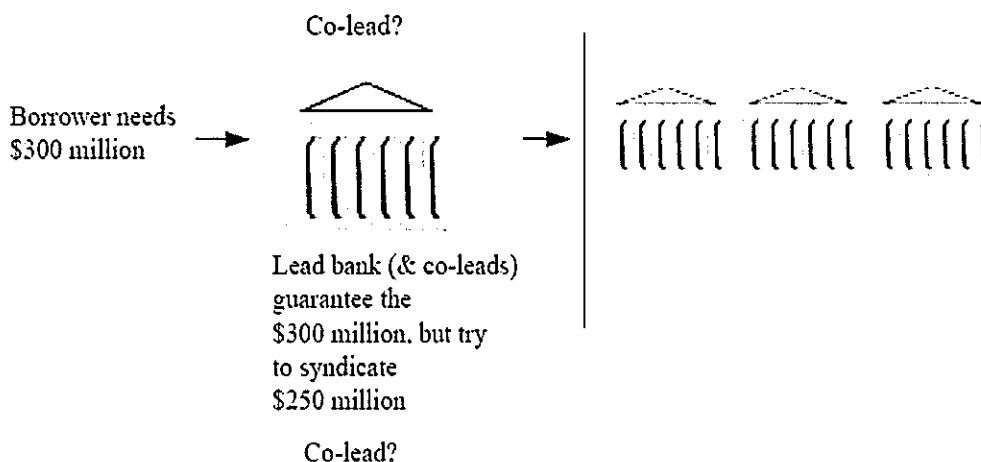 Co-lead?
Borrower needs
$300 million
Lead bank (& co-leads)
guarantee the
$300 million, but try
to syndicate
$250 million
Co-lead?